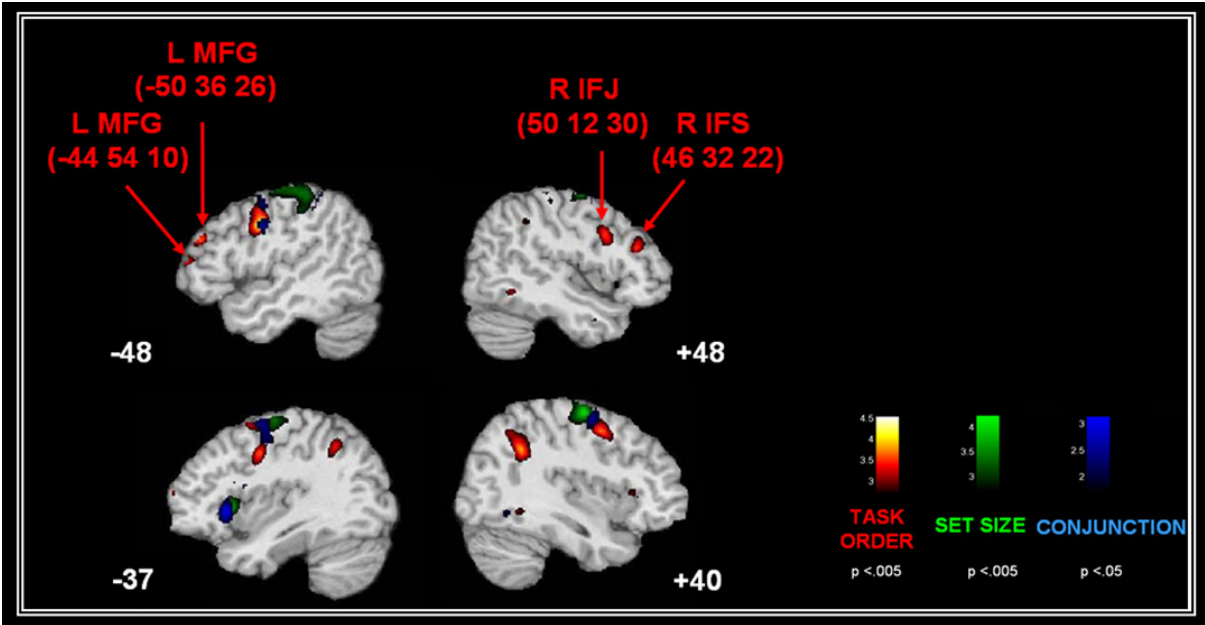 L MFG
(-50 36 26)
L MFG
(-44 54 10)
R IFJ
(50 12 30)
R IFS
(46 32 22)
-48
+48
-37
+40
4.5
4
3.5
3
4
3.5
3
3
2.5
2
TASK
ORDER
SET SIZE
CONJUNCTION
p <.005
p <.005
p <.05